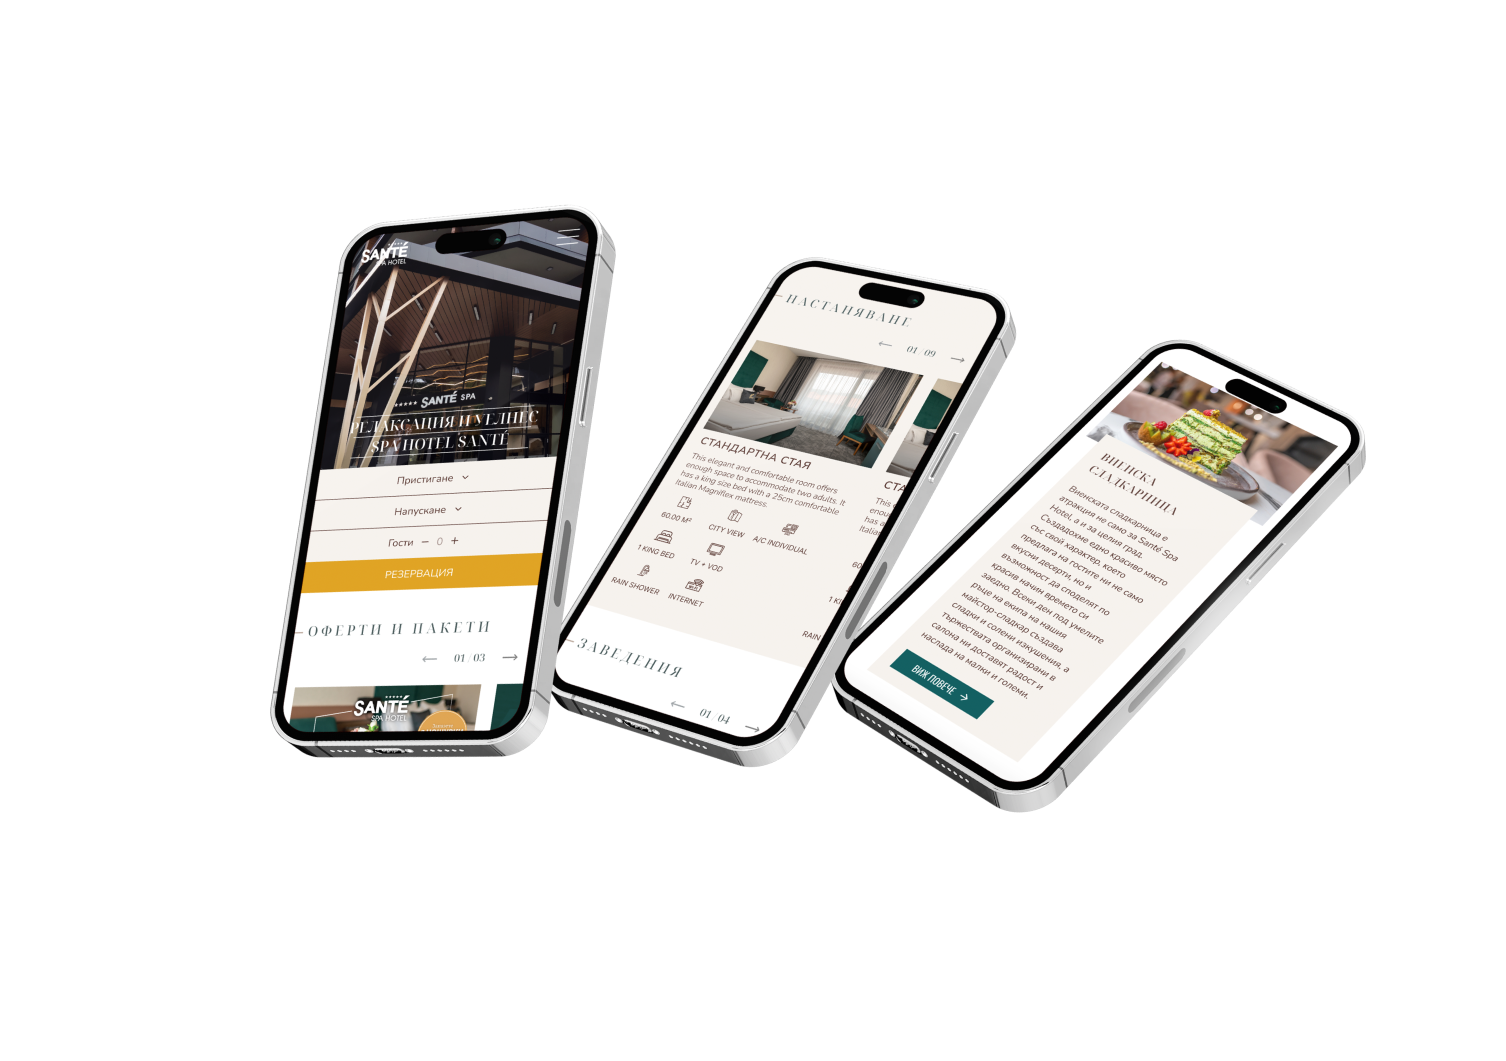 SANTÉ
SPA HOTEL
SANTÉ SPA
РЕЛАКСАЦИЯ И УЕЛНЕС
SPA HOTEL SANTÉ
Пристигане
Напускане
Гости – 0 +
РЕЗЕРВАЦИЯ
ОФЕРТИ И ПАКЕТИ
01 / 03
SANTÉ
SPA HOTEL
НАСТАНЯВАНЕ
01 / 09
СТАНДАРТНА СТАЯ
This elegant and comfortable room offers
enough space to accommodate two adults. It
has a king size bed with a 25cm comfortable
Italian Magniflex mattress.
60.00 M²
CITY VIEW
A/C INDIVIDUAL
1 KING BED
TV + VOD
RAIN SHOWER
INTERNET
СТА
This
enou
has a
Italia
60
1 KI
RAIN
ЗАВЕДЕНИЯ
01 / 04
ВИЕНСКА
СЛАДКАРНИЦА
Виенската сладкарница е
атракция не само за Santé Spa
Hotel, а и за целия град.
Създадохме едно красиво място
със свой характер, което
предлага на гостите ни не само
вкусни десерти, но и
възможност да споделят по
красив начин времето си
заедно. Всеки ден под умелите
ръце на екипа на нашия
майстор-сладкар създава
сладки и солени изкушения, а
тържествата организирани в
салона ни доставят радост и
наслада на малки и големи.
ВИЖ ПОВЕЧЕ →